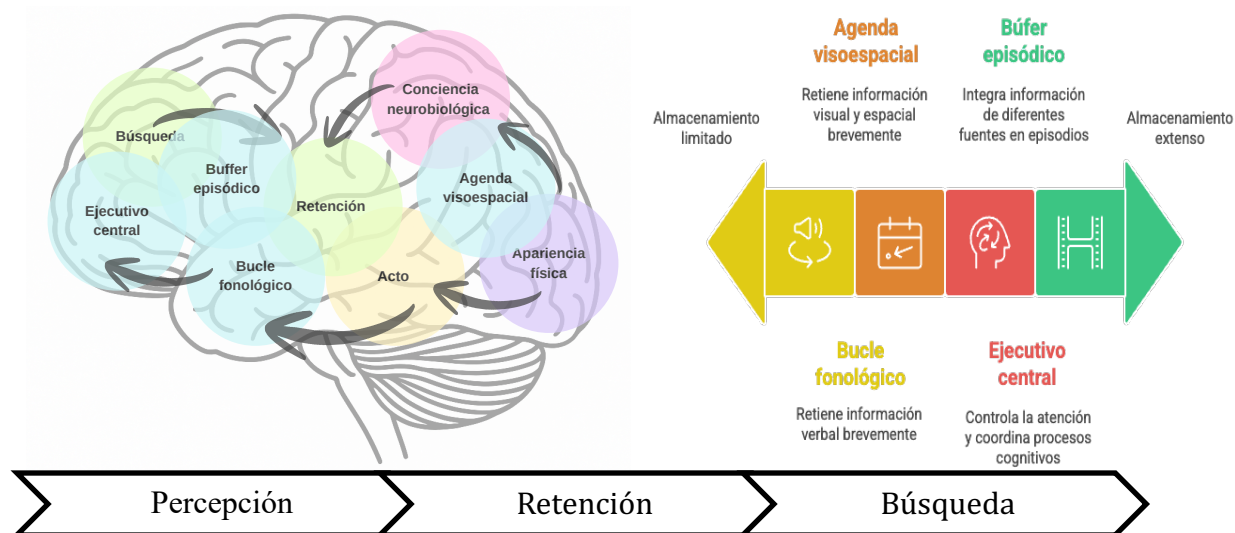 Búsqueda
Buffer
episódico
Ejecutivo
central
Bucle
fonológico
Retención
Acto
Conciencia
neurobiológica
Agenda
visoespacial
Apariencia
física
Almacenamiento
limitado
Agenda
visoespacial
Retiene información
visual y espacial
brevemente
Búfer
episódico
Integra información
de diferentes
fuentes en episodios
Almacenamiento
extenso
Bucle
fonológico
Retiene información
verbal brevemente
Ejecutivo
central
Controla la atención
y coordina procesos
cognitivos
Percepción
Retención
Búsqueda